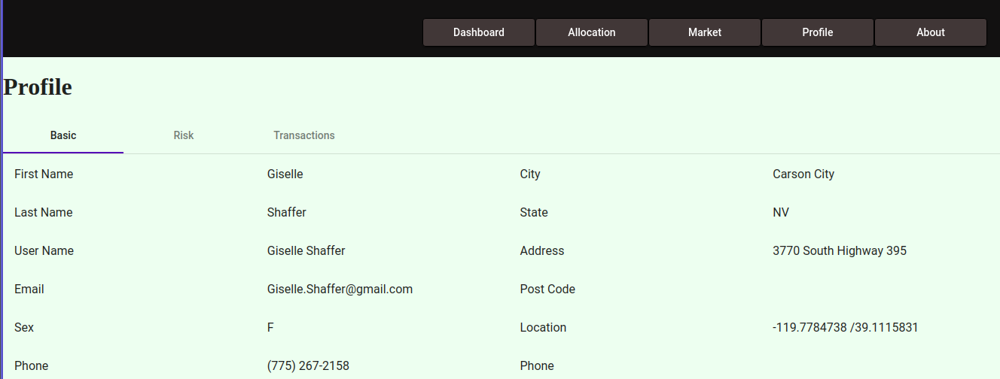 Dashboard Allocation Market Profile About
Profile
Basic Risk Transactions
First Name Giselle City Carson City
Last Name Shaffer State NV
User Name Giselle Shaffer Address 3770 South Highway 395
Email Giselle.Shaffer@gmail.com Post Code
Sex F Location -119.7784738 /39.1115831
Phone (775) 267-2158 Phone